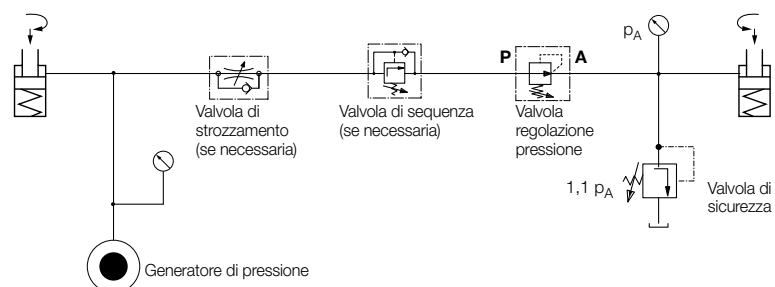 p_A
P
A
Valvola di
strozzamento
(se necessaria)
Valvola di sequenza
(se necessaria)
Valvola
regolazione
pressione
1,1 p_A
Valvola di
sicurezza
Generatore di pressione